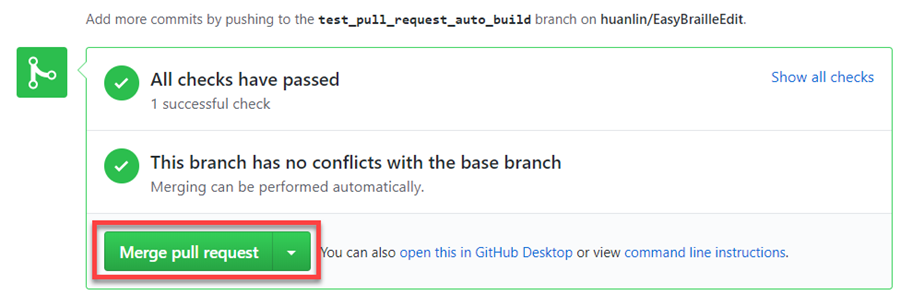 Add more commits by pushing to the test_pull_request_auto_build branch on huanlin/EasyBrailleEdit.
All checks have passed
Show all checks
1 successful check
This branch has no conflicts with the base branch
Merging can be performed automatically.
Merge pull request
You can also open this in GitHub Desktop or view command line instructions.